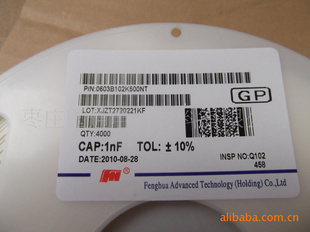 P/N:0603B102K500NT
GP
LOT:XJZT2720221KF
QTY:4000
CAP:1nF TOL: ±10%
DATE:2010-08-28
INSP NO:Q102
458
Fenghua Advanced Technology (Holding) Co.,Ltd
alibaba.com.cn